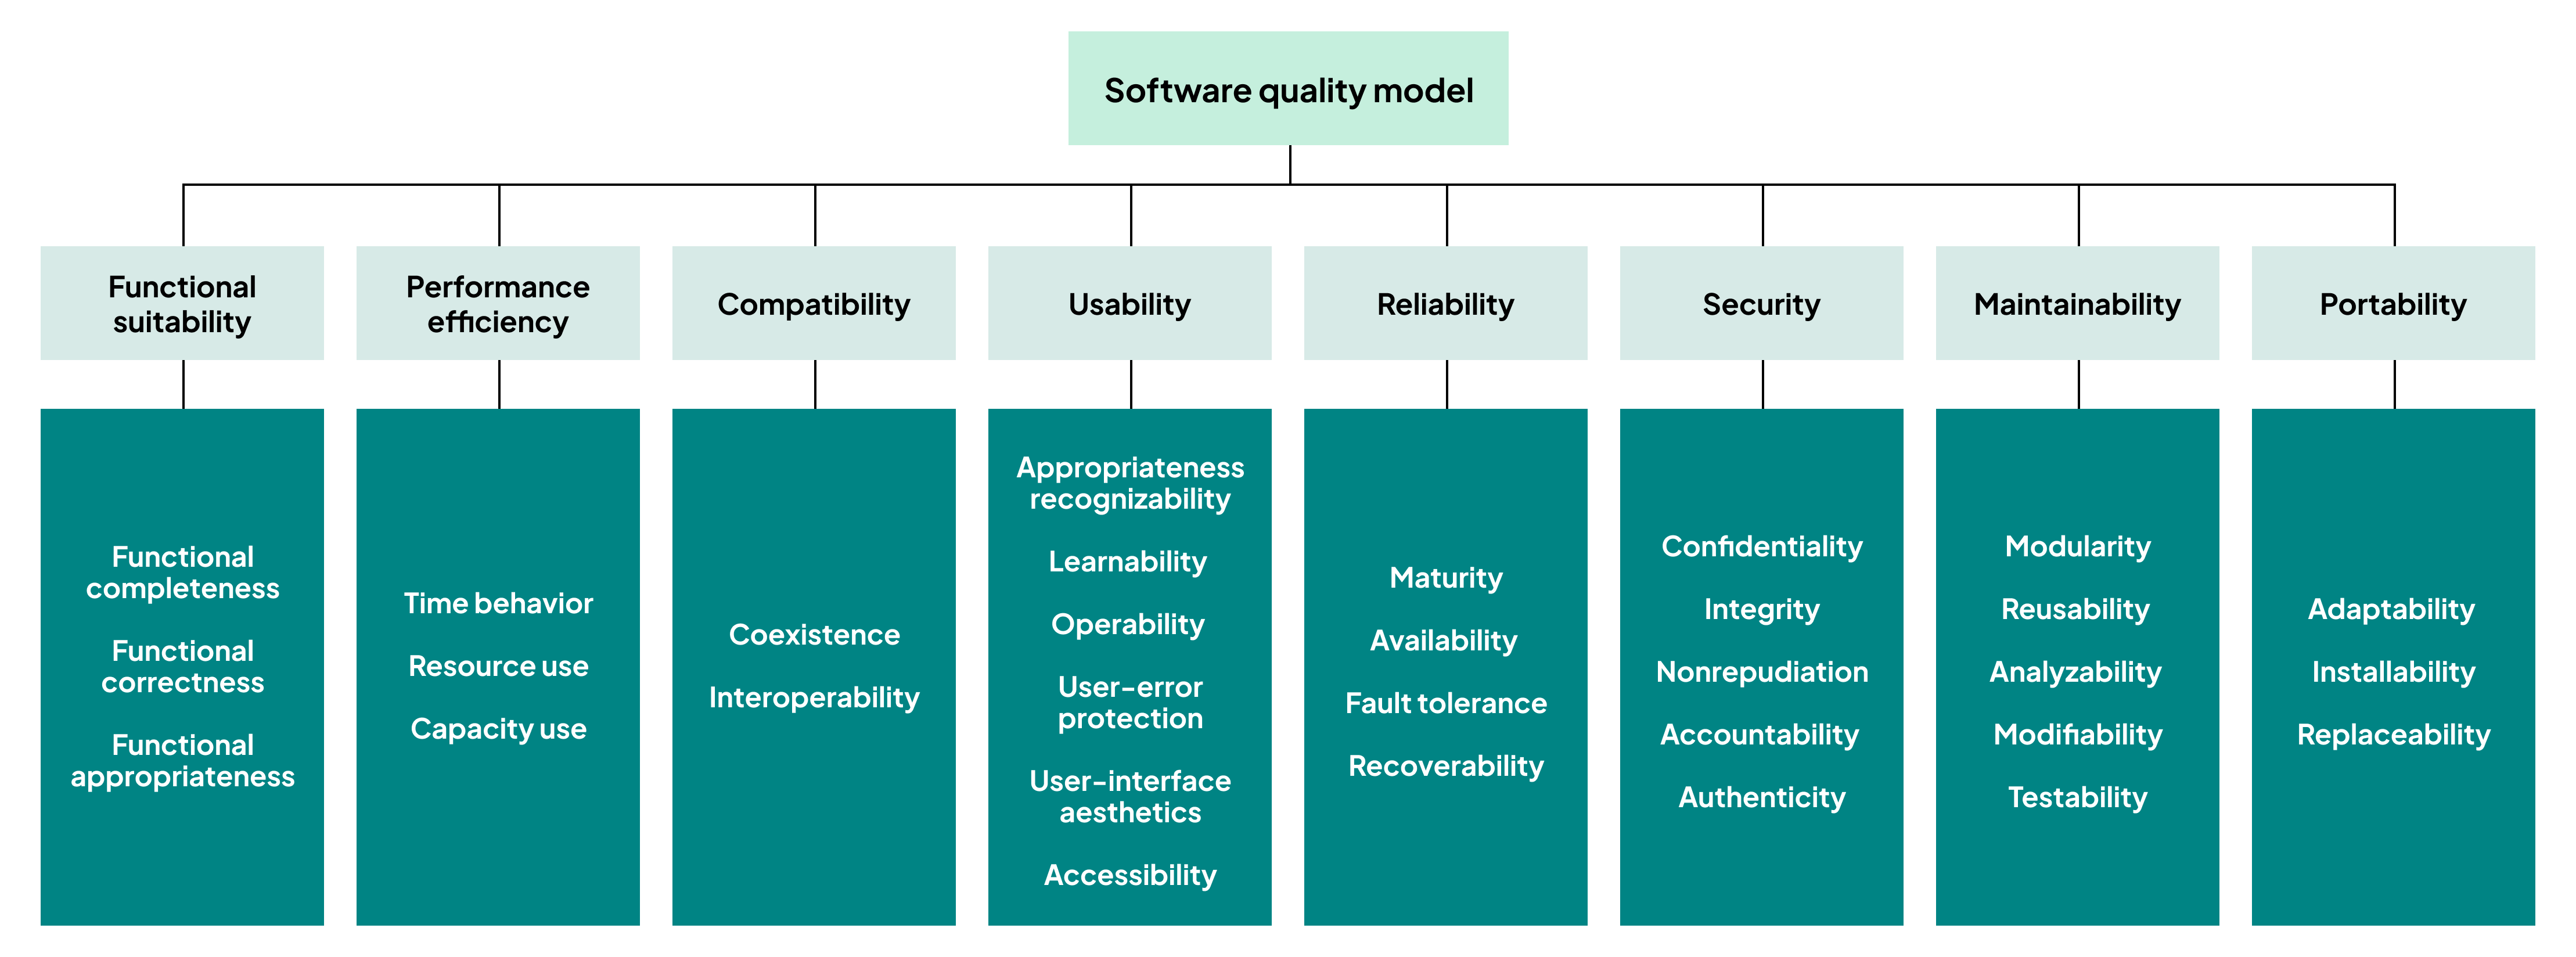 Software quality model
Functional
suitability
Performance
efficiency
Compatibility
Usability
Reliability
Security
Maintainability
Portability
Functional
completeness
Functional
correctness
Functional
appropriateness
Time behavior
Resource use
Capacity use
Coexistence
Interoperability
Appropriateness
recognizability
Learnability
Operability
User-error
protection
User-interface
aesthetics
Accessibility
Maturity
Availability
Fault tolerance
Recoverability
Confidentiality
Integrity
Nonrepudiation
Accountability
Authenticity
Modularity
Reusability
Analyzability
Modifiability
Testability
Adaptability
Installability
Replaceability